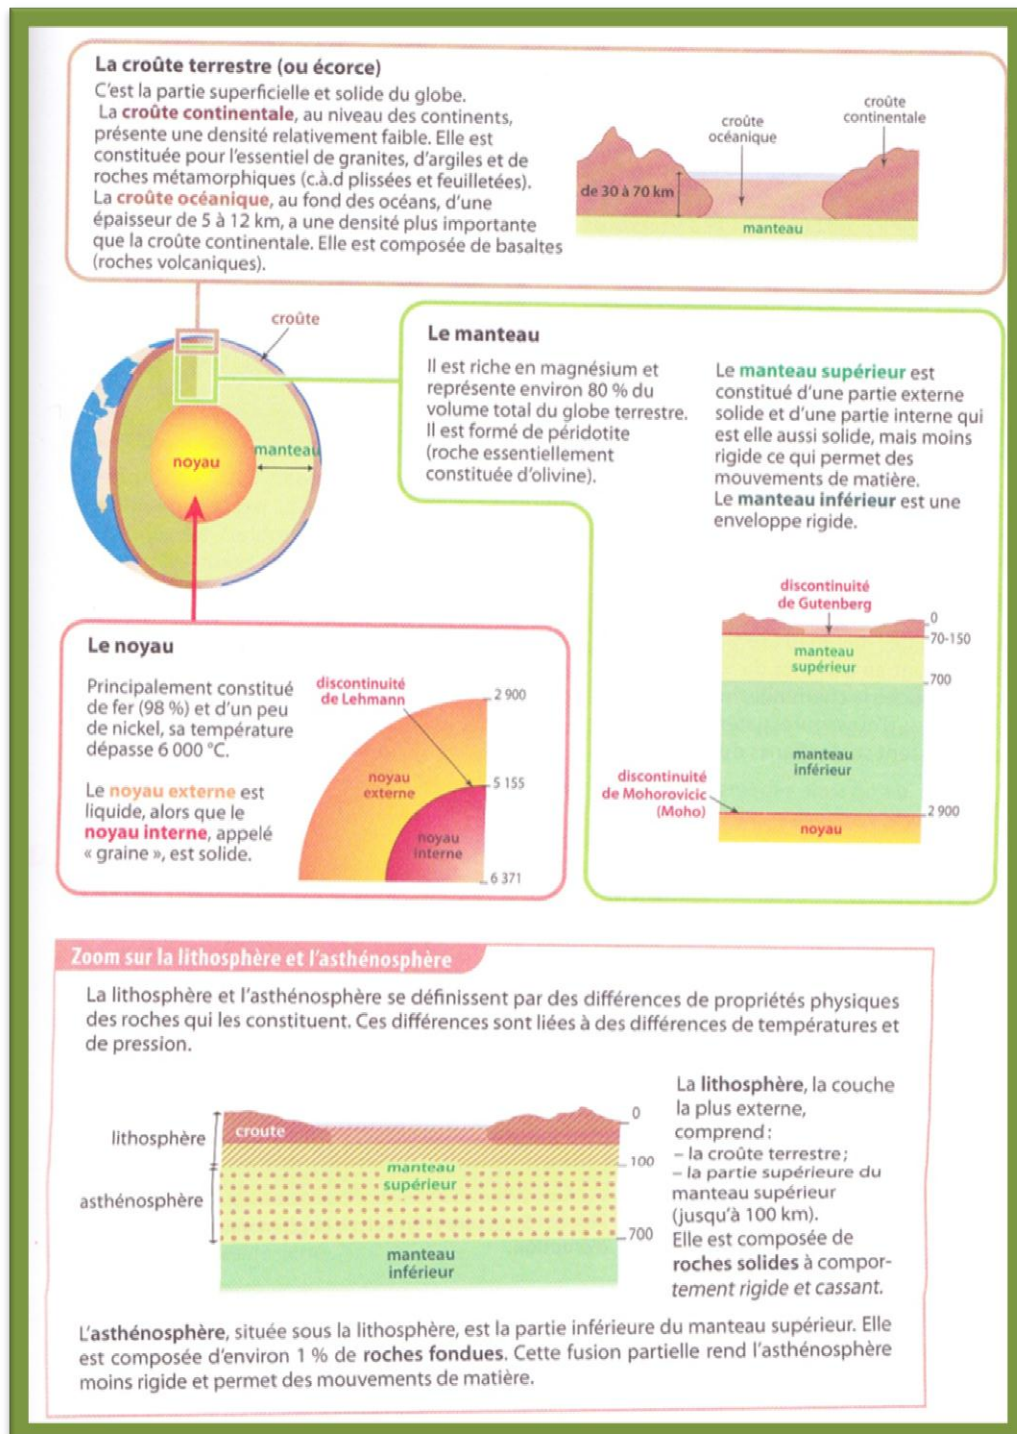 La croûte terrestre (ou écorce)
C'est la partie superficielle et solide du globe.
La croûte continentale, au niveau des continents,
présente une densité relativement faible. Elle est
constituée pour l'essentiel de granites, d'argiles et de
roches métamorphiques (c.à.d plissées et feuilletées).
La croûte océanique, au fond des océans, d'une
épaisseur de 5 à 12 km, a une densité plus importante
que la croûte continentale. Elle est composée de basaltes
(roches volcaniques).
croûte
océanique
croûte
continentale
de 30 à 70 km
manteau
croûte
noyau
manteau
Le manteau
Il est riche en magnésium et
représente environ 80 % du
volume total du globe terrestre.
Il est formé de péridotite
(roche essentiellement
constituée d'olivine).
Le manteau supérieur est
constitué d'une partie externe
solide et d'une partie interne qui
est elle aussi solide, mais moins
rigide ce qui permet des
mouvements de matière.
Le manteau inférieur est une
enveloppe rigide.
discontinuité
de Gutenberg
0
70-150
manteau
supérieur
700
manteau
inférieur
discontinuité
de Mohorovicic
(Moho)
2 900
noyau
Le noyau
Principalement constitué
de fer (98 %) et d'un peu
de nickel, sa température
dépasse 6 000 °C.
Le noyau externe est
liquide, alors que le
noyau interne, appelé
« graine », est solide.
discontinuité
de Lehmann
2 900
noyau
externe
5 155
noyau
interne
6 371
Zoom sur la lithosphère et l'asthénosphère
La lithosphère et l'asthénosphère se définissent par des différences de propriétés physiques
des roches qui les constituent. Ces différences sont liées à des différences de températures et
de pression.
lithosphère
croute
0
100
asthénosphère
manteau
supérieur
700
manteau
inférieur
La lithosphère, la couche
la plus externe,
comprend :
– la croûte terrestre ;
– la partie supérieure du
manteau supérieur
(jusqu'à 100 km).
Elle est composée de
roches solides à compor-
tement rigide et cassant.
L'asthénosphère, située sous la lithosphère, est la partie inférieure du manteau supérieur. Elle
est composée d'environ 1 % de roches fondues. Cette fusion partielle rend l'asthénosphère
moins rigide et permet des mouvements de matière.